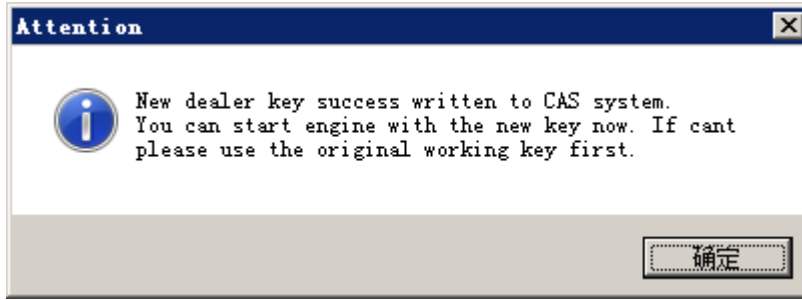 Attention
New dealer key success written to CAS system.
You can start engine with the new key now. If cant
please use the original working key first.
确定